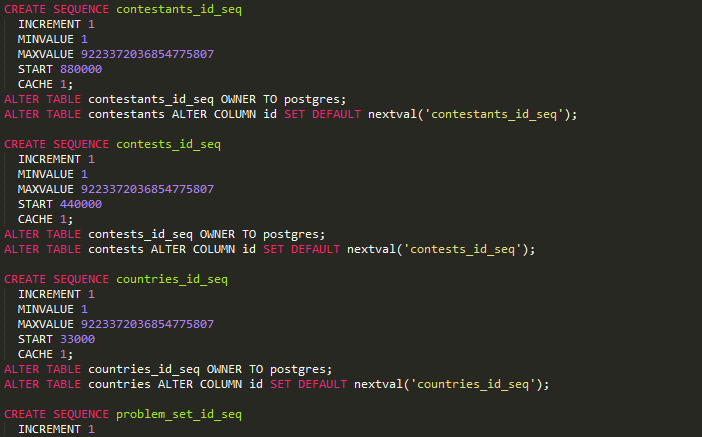 CREATE SEQUENCE contestants_id_seq
  INCREMENT 1
  MINVALUE 1
  MAXVALUE 9223372036854775807
  START 880000
  CACHE 1;
ALTER TABLE contestants_id_seq OWNER TO postgres;
ALTER TABLE contestants ALTER COLUMN id SET DEFAULT nextval('contestants_id_seq');

CREATE SEQUENCE contests_id_seq
  INCREMENT 1
  MINVALUE 1
  MAXVALUE 9223372036854775807
  START 440000
  CACHE 1;
ALTER TABLE contests_id_seq OWNER TO postgres;
ALTER TABLE contests ALTER COLUMN id SET DEFAULT nextval('contests_id_seq');

CREATE SEQUENCE countries_id_seq
  INCREMENT 1
  MINVALUE 1
  MAXVALUE 9223372036854775807
  START 33000
  CACHE 1;
ALTER TABLE countries_id_seq OWNER TO postgres;
ALTER TABLE countries ALTER COLUMN id SET DEFAULT nextval('countries_id_seq');

CREATE SEQUENCE problem_set_id_seq
  INCREMENT 1